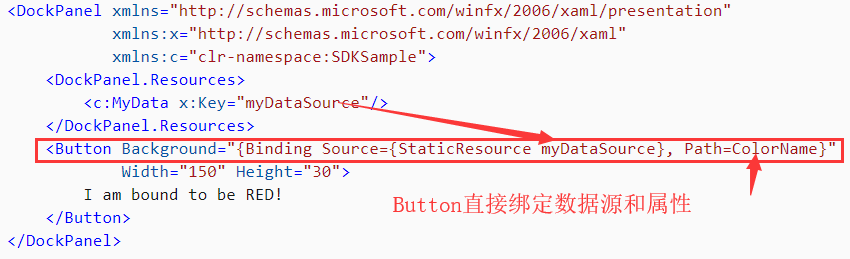 <DockPanel xmlns="http://schemas.microsoft.com/winfx/2006/xaml/presentation"
xmlns:x="http://schemas.microsoft.com/winfx/2006/xaml"
xmlns:c="clr-namespace:SDKSample">
<DockPanel.Resources>
<c:MyData x:Key="myDataSource"/>
</DockPanel.Resources>
<Button Background="{Binding Source={StaticResource myDataSource}, Path=ColorName}"
Width="150" Height="30">
I am bound to be RED!
Button直接绑定数据源和属性
</Button>
</DockPanel>